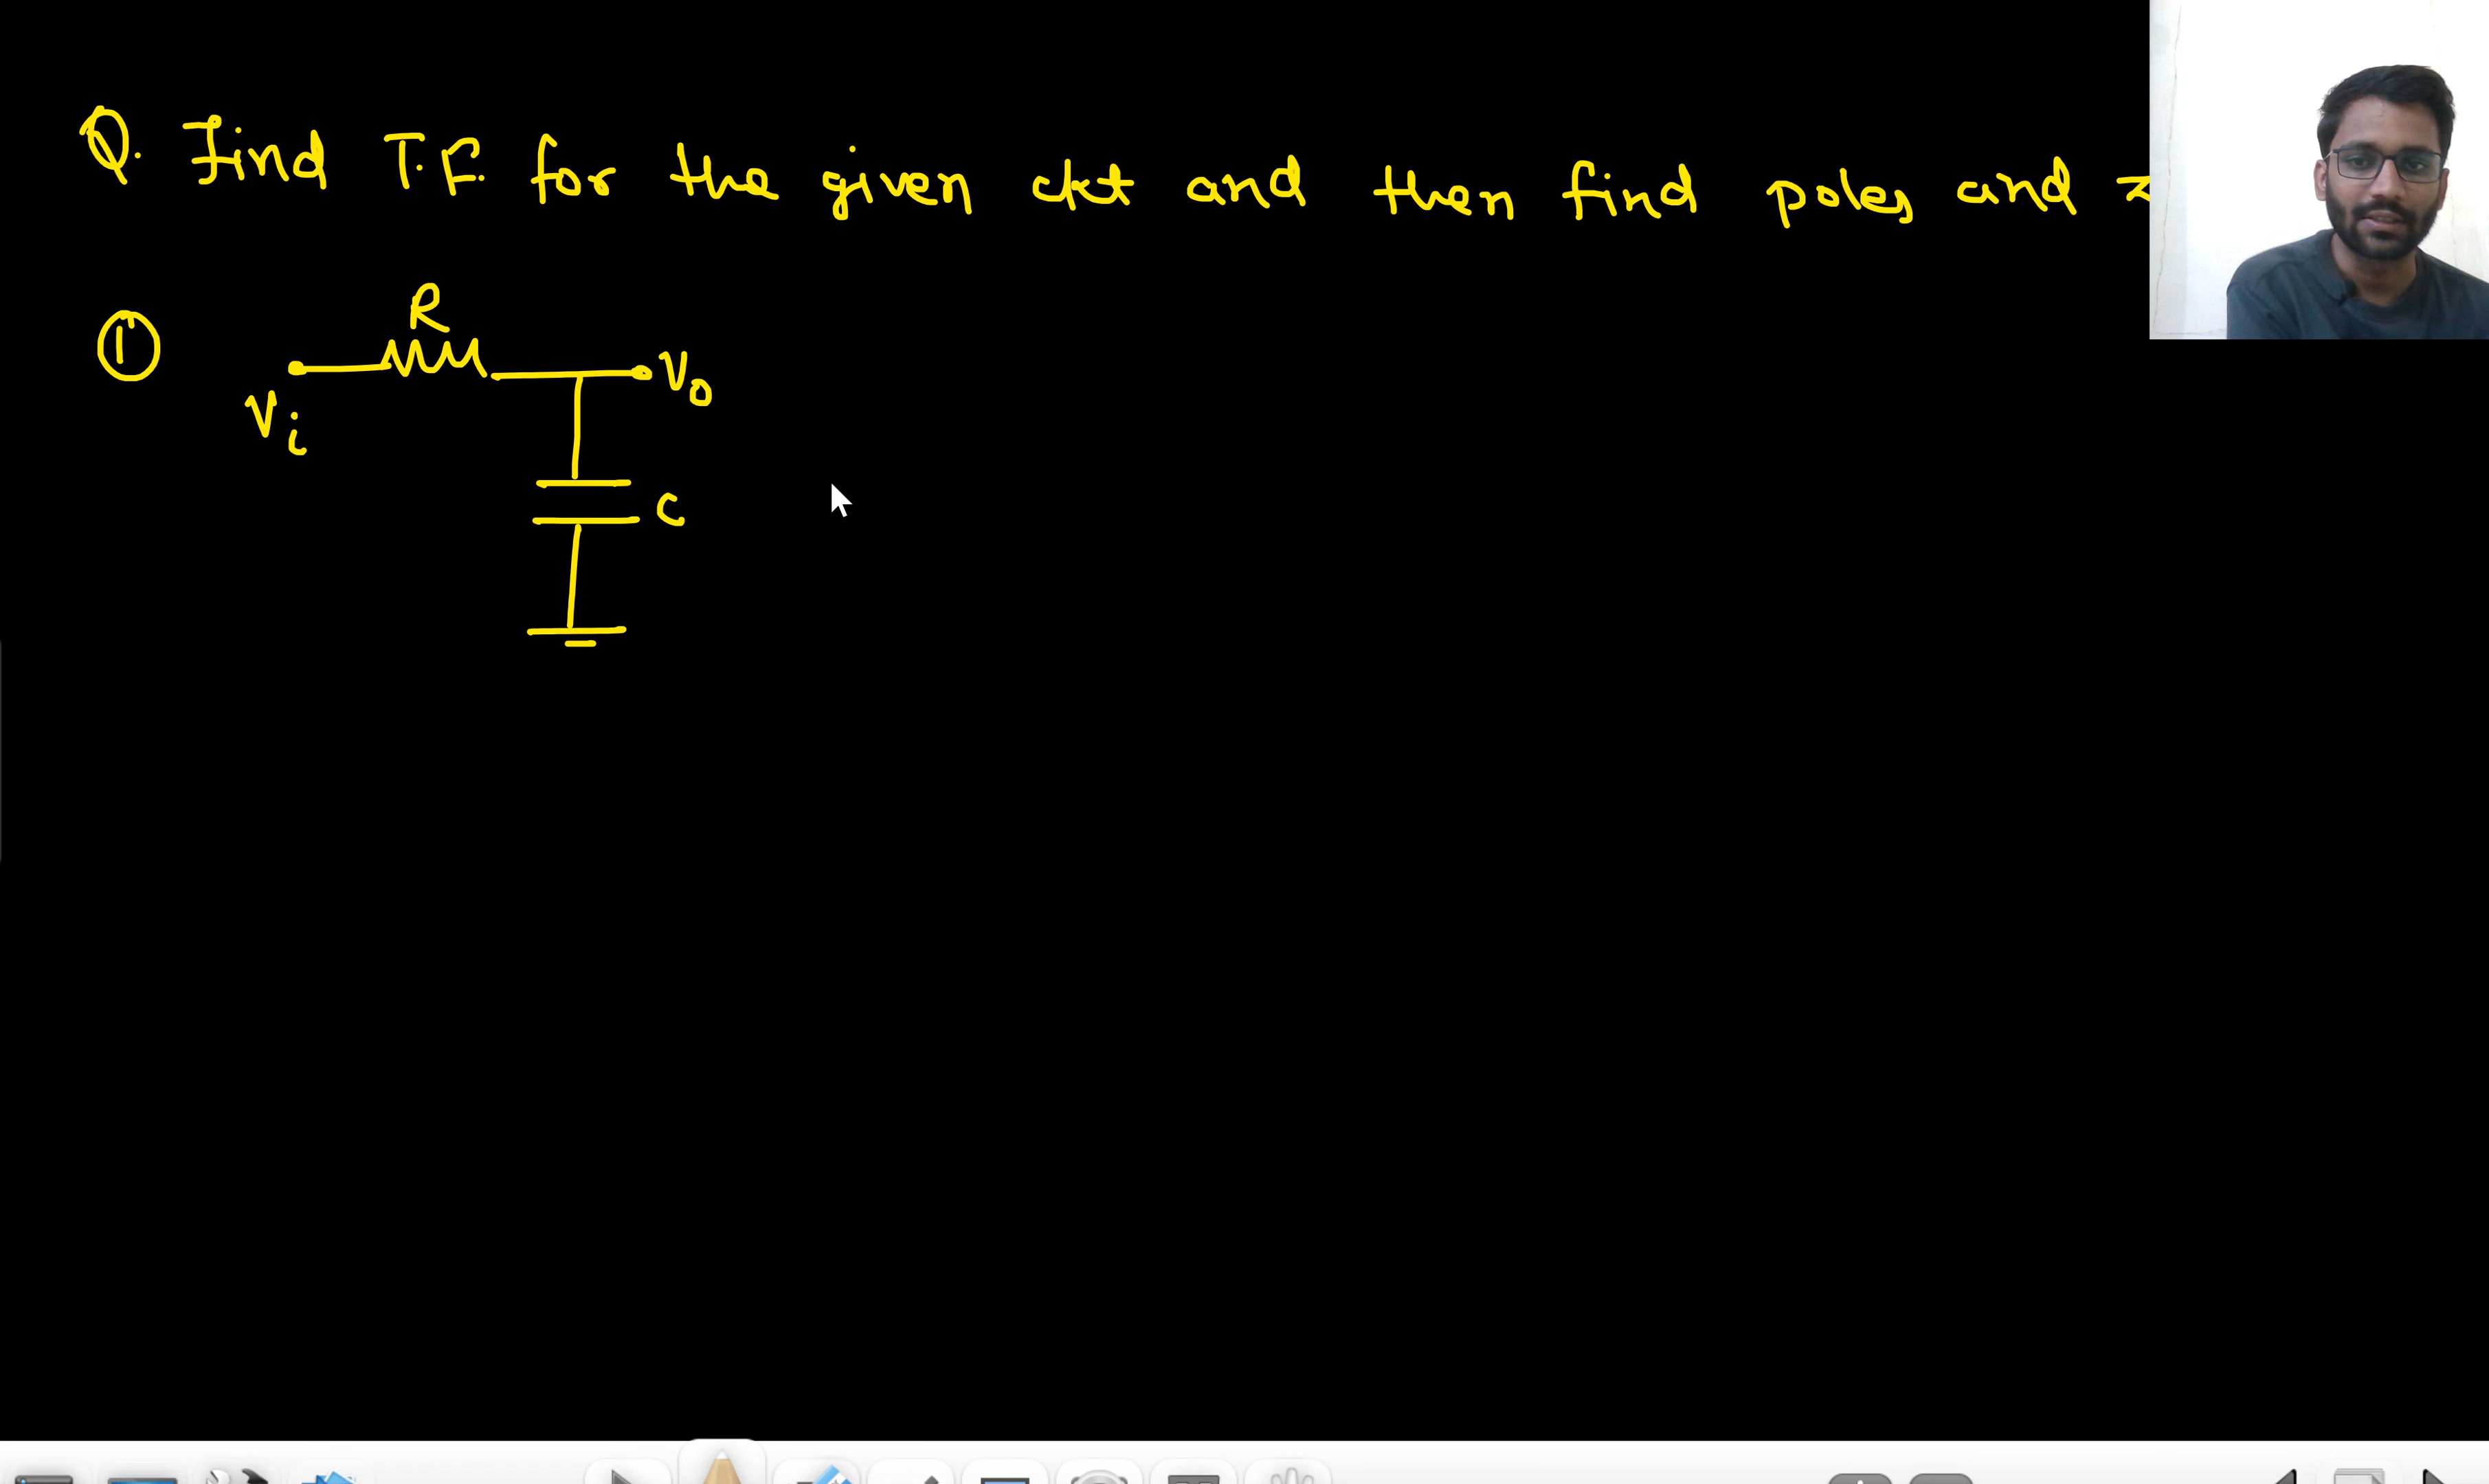 Q. Find T.F. for the given ckt and then find poles and
①
R
Vi
Vo
C